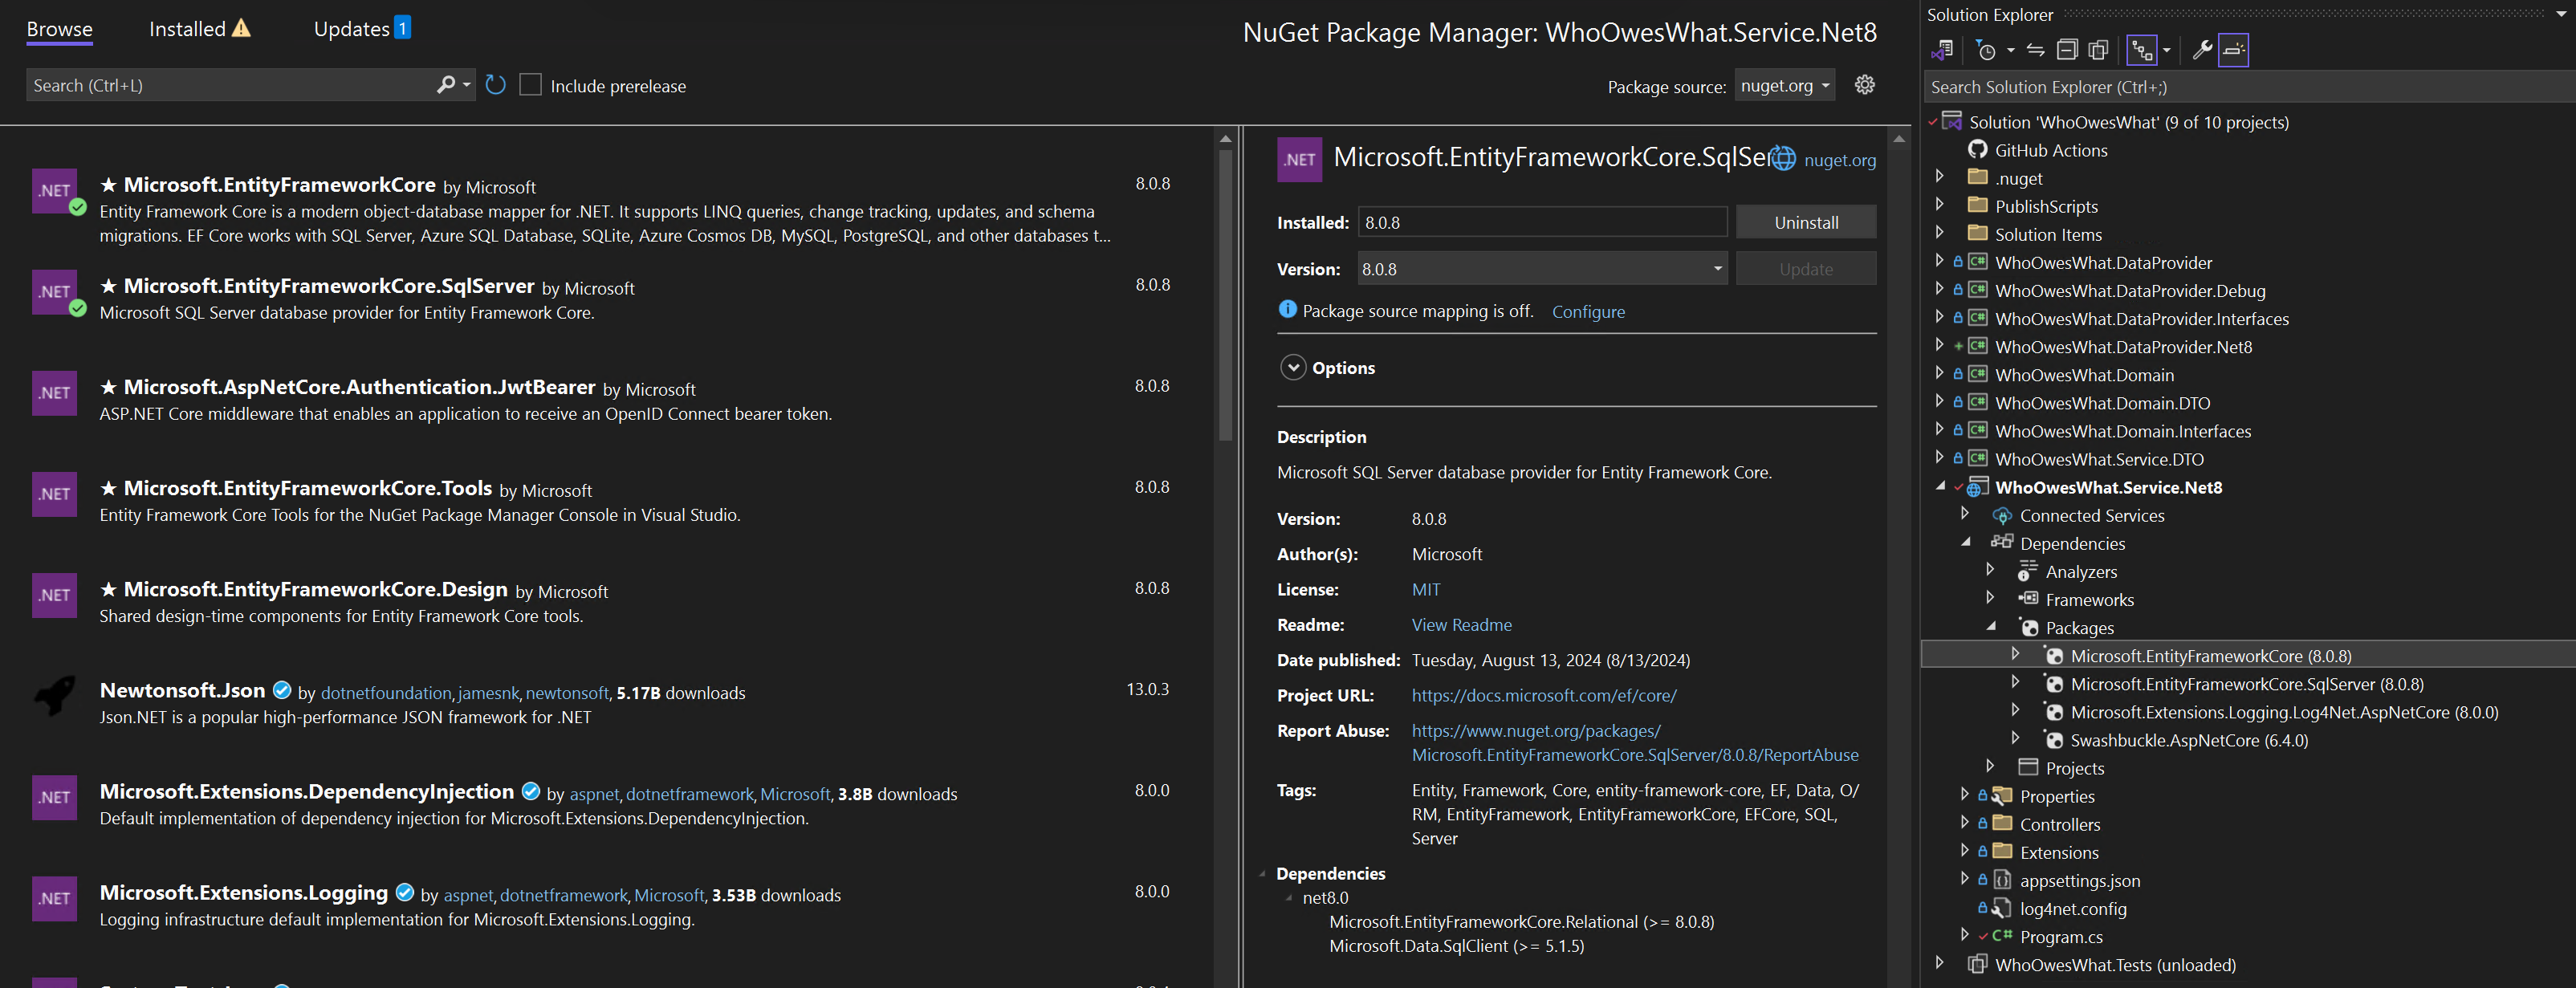 Browse
Installed
Updates 1
NuGet Package Manager: WhoOwesWhat.Service.Net8
Search (Ctrl+L)
Include prerelease
Package source: nuget.org
.NET
Microsoft.EntityFrameworkCore by Microsoft
8.0.8
Entity Framework Core is a modern object-database mapper for .NET. It supports LINQ queries, change tracking, updates, and schema
migrations. EF Core works with SQL Server, Azure SQL Database, SQLite, Azure Cosmos DB, MySQL, PostgreSQL, and other databases t...
.NET
Microsoft.EntityFrameworkCore.SqlServer by Microsoft
8.0.8
Microsoft SQL Server database provider for Entity Framework Core.
.NET
Microsoft.AspNetCore.Authentication.JwtBearer by Microsoft
8.0.8
ASP.NET Core middleware that enables an application to receive an OpenID Connect bearer token.
.NET
Microsoft.EntityFrameworkCore.Tools by Microsoft
8.0.8
Entity Framework Core Tools for the NuGet Package Manager Console in Visual Studio.
.NET
Microsoft.EntityFrameworkCore.Design by Microsoft
8.0.8
Shared design-time components for Entity Framework Core tools.
Newtonsoft.Json by dotnetfoundation, jamesnk, newtonsoft, 5.17B downloads
13.0.3
Json.NET is a popular high-performance JSON framework for .NET
.NET
Microsoft.Extensions.DependencyInjection by aspnet, dotnetframework, Microsoft, 3.8B downloads
8.0.0
Default implementation of dependency injection for Microsoft.Extensions.DependencyInjection.
.NET
Microsoft.Extensions.Logging by aspnet, dotnetframework, Microsoft, 3.53B downloads
8.0.0
Logging infrastructure default implementation for Microsoft.Extensions.Logging.
.NET
Microsoft.EntityFrameworkCore.SqlSer
nuget.org
Installed: 8.0.8
Uninstall
Version: 8.0.8
Update
Package source mapping is off. Configure
Options
Description
Microsoft SQL Server database provider for Entity Framework Core.
Version: 8.0.8
Author(s): Microsoft
License: MIT
Readme: View Readme
Date published: Tuesday, August 13, 2024 (8/13/2024)
Project URL: https://docs.microsoft.com/ef/core/
Report Abuse: https://www.nuget.org/packages/
Microsoft.EntityFrameworkCore.SqlServer/8.0.8/ReportAbuse
Tags: Entity, Framework, Core, entity-framework-core, EF, Data, O/
RM, EntityFramework, EntityFrameworkCore, EFCore, SQL,
Server
Dependencies
net8.0
Microsoft.EntityFrameworkCore.Relational (>= 8.0.8)
Microsoft.Data.SqlClient (>= 5.1.5)
Solution Explorer
Search Solution Explorer (Ctrl+;)
Solution 'WhoOwesWhat' (9 of 10 projects)
GitHub Actions
.nuget
PublishScripts
Solution Items
C# WhoOwesWhat.DataProvider
C# WhoOwesWhat.DataProvider.Debug
C# WhoOwesWhat.DataProvider.Interfaces
C# WhoOwesWhat.DataProvider.Net8
C# WhoOwesWhat.Domain
C# WhoOwesWhat.Domain.DTO
C# WhoOwesWhat.Domain.Interfaces
C# WhoOwesWhat.Service.DTO
WhoOwesWhat.Service.Net8
Connected Services
Dependencies
Analyzers
Frameworks
Packages
Microsoft.EntityFrameworkCore (8.0.8)
Microsoft.EntityFrameworkCore.SqlServer (8.0.8)
Microsoft.Extensions.Logging.Log4Net.AspNetCore (8.0.0)
Swashbuckle.AspNetCore (6.4.0)
Projects
Properties
Controllers
Extensions
appsettings.json
log4net.config
C# Program.cs
WhoOwesWhat.Tests (unloaded)